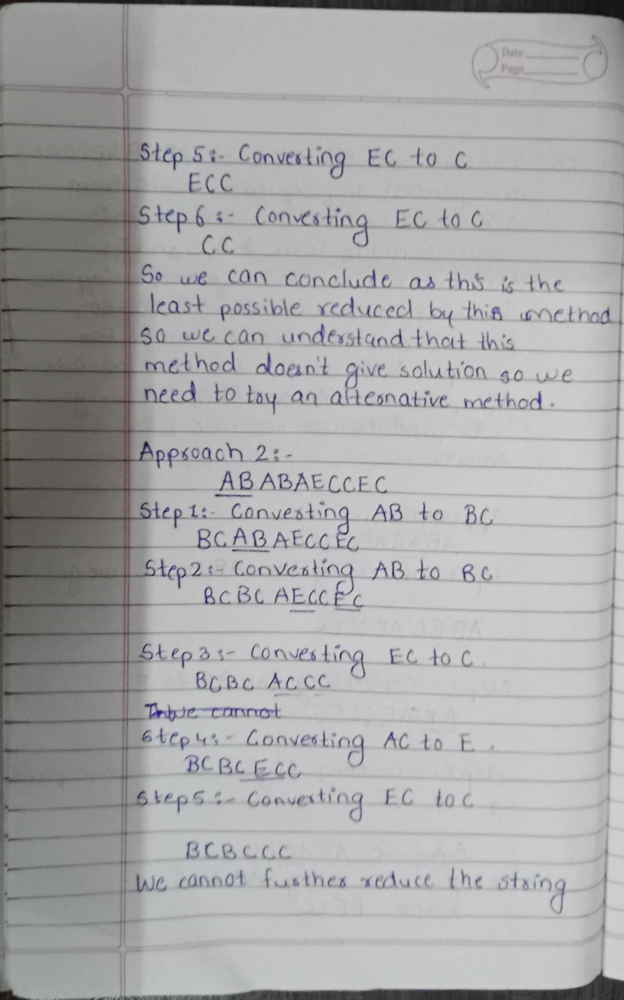 Date
Page
Step 5:- Converting EC to C
ECC
Step 6:- Converting EC to C
CC
So we can conclude as this is the
least possible reduced by this method
so we can understand that this
method doesn't give solution so we
need to try an alternative method.
Approach 2:-
ABABAECCEC
Step 1:- Converting AB to BC
BCABAECCEC
Step 2:- Converting AB to BC
BCBCAECCEC
Step 3:- Converting EC to C
BCBC ACCC
cannot
Step 4:- Converting AC to E.
BCBCECC
Step 5:- Converting EC to C
BCBCCC
We cannot further reduce the string